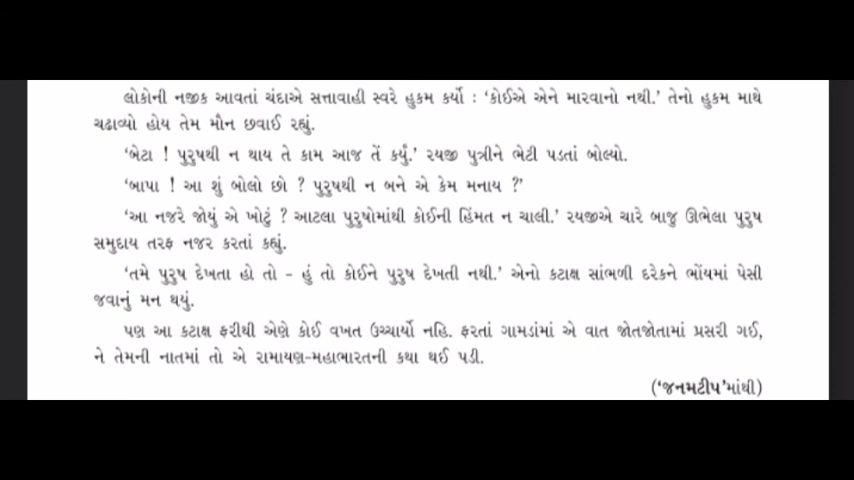 લોકોની નજીક આવતાં ચંદાએ સત્તાવાહી સ્વરે હુકમ કર્યો : ‘કોઈએ એને મારવાનો નથી.’ તેનો હુકમ માથે
ચઢાવ્યો હોય તેમ મૌન છવાઈ રહ્યું.
‘બેટા ! પુરુષથી ન થાય તે કામ આજ તેં કર્યું.’ રયજી પુત્રીને ભેટી પડતાં બોલ્યો.
‘બાપા ! આ શું બોલો છો ? પુરુષથી ન બને એ કેમ મનાય ?’
‘આ નજરે જોયું એ ખોટું ? આટલા પુરુષોમાંથી કોઈની હિંમત ન ચાલી.’ રયજીએ ચારે બાજુ ઊભેલા પુરુષ
સમુદાય તરફ નજર કરતાં કહ્યું.
‘તમે પુરુષ દેખતા હો તો – હું તો કોઈને પુરુષ દેખતી નથી.’ એનો કટાક્ષ સાંભળી દરેકને ભોંયમાં પેસી
જવાનું મન થયું.
પણ આ કટાક્ષ ફરીથી એણે કોઈ વખત ઉચ્ચાર્યો નહિ. ફરતાં ગામડાંમાં એ વાત જોતજોતામાં પ્રસરી ગઈ,
ને તેમની નાતમાં તો એ રામાયણ-મહાભારતની કથા થઈ પડી.
(‘જનમટીપ’માંથી)